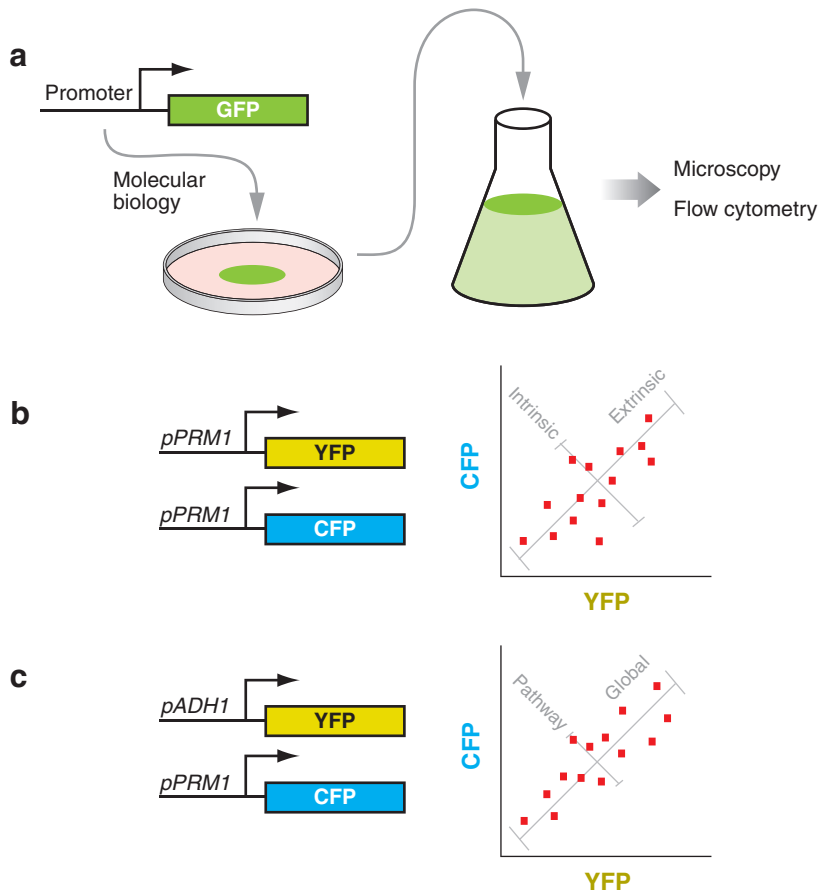 a
Promoter
GFP
Molecular
biology
Microscopy
Flow cytometry
b
pPRM1
YFP
pPRM1
CFP
CFP
Intrinsic
Extrinsic
YFP
c
pADH1
YFP
pPRM1
CFP
CFP
Pathway
Global
YFP